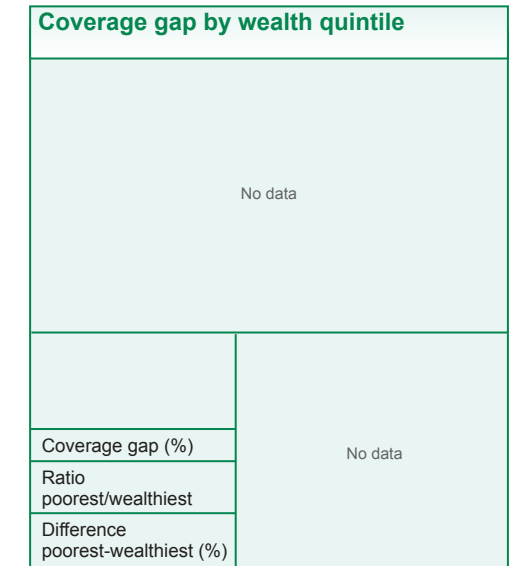 Coverage gap by wealth quintile
No data
Coverage gap (%)
Ratio
poorest/wealthiest
Difference
poorest-wealthiest (%)
No data